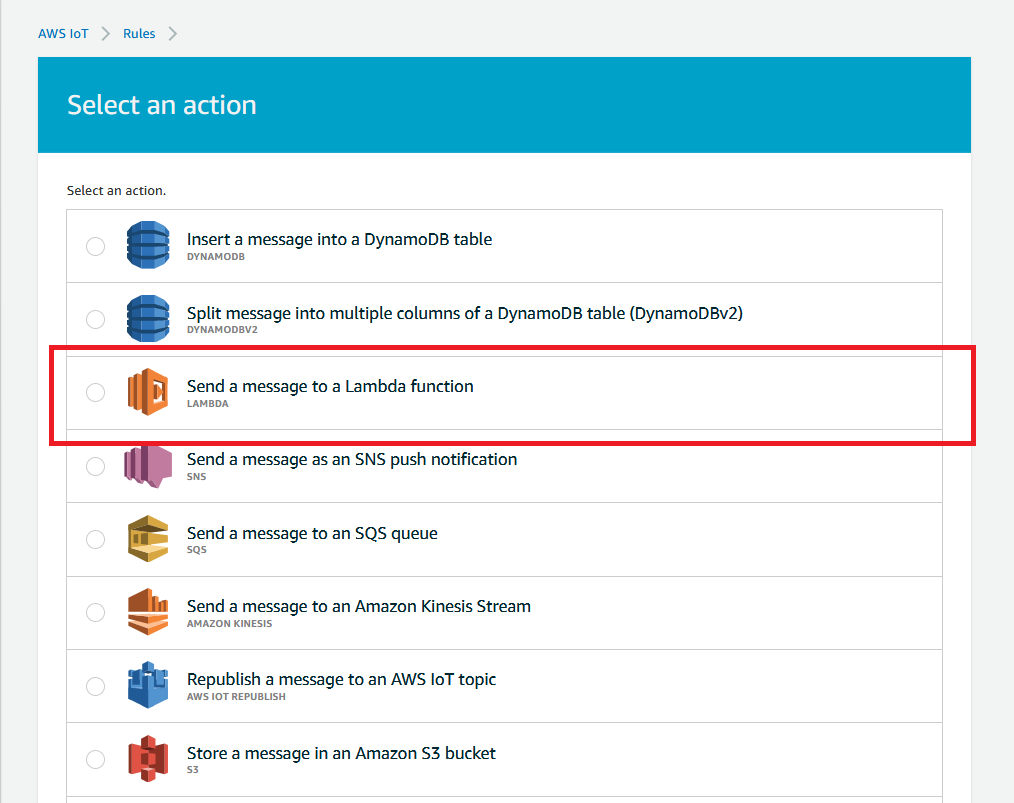 AWS IoT > Rules >
Select an action
Select an action.
Insert a message into a DynamoDB table
DYNAMODB
Split message into multiple columns of a DynamoDB table (DynamoDBv2)
DYNAMODBV2
Send a message to a Lambda function
LAMBDA
Send a message as an SNS push notification
SNS
Send a message to an SQS queue
SQS
Send a message to an Amazon Kinesis Stream
AMAZON KINESIS
Republish a message to an AWS IoT topic
AWS IOT REPUBLISH
Store a message in an Amazon S3 bucket
S3